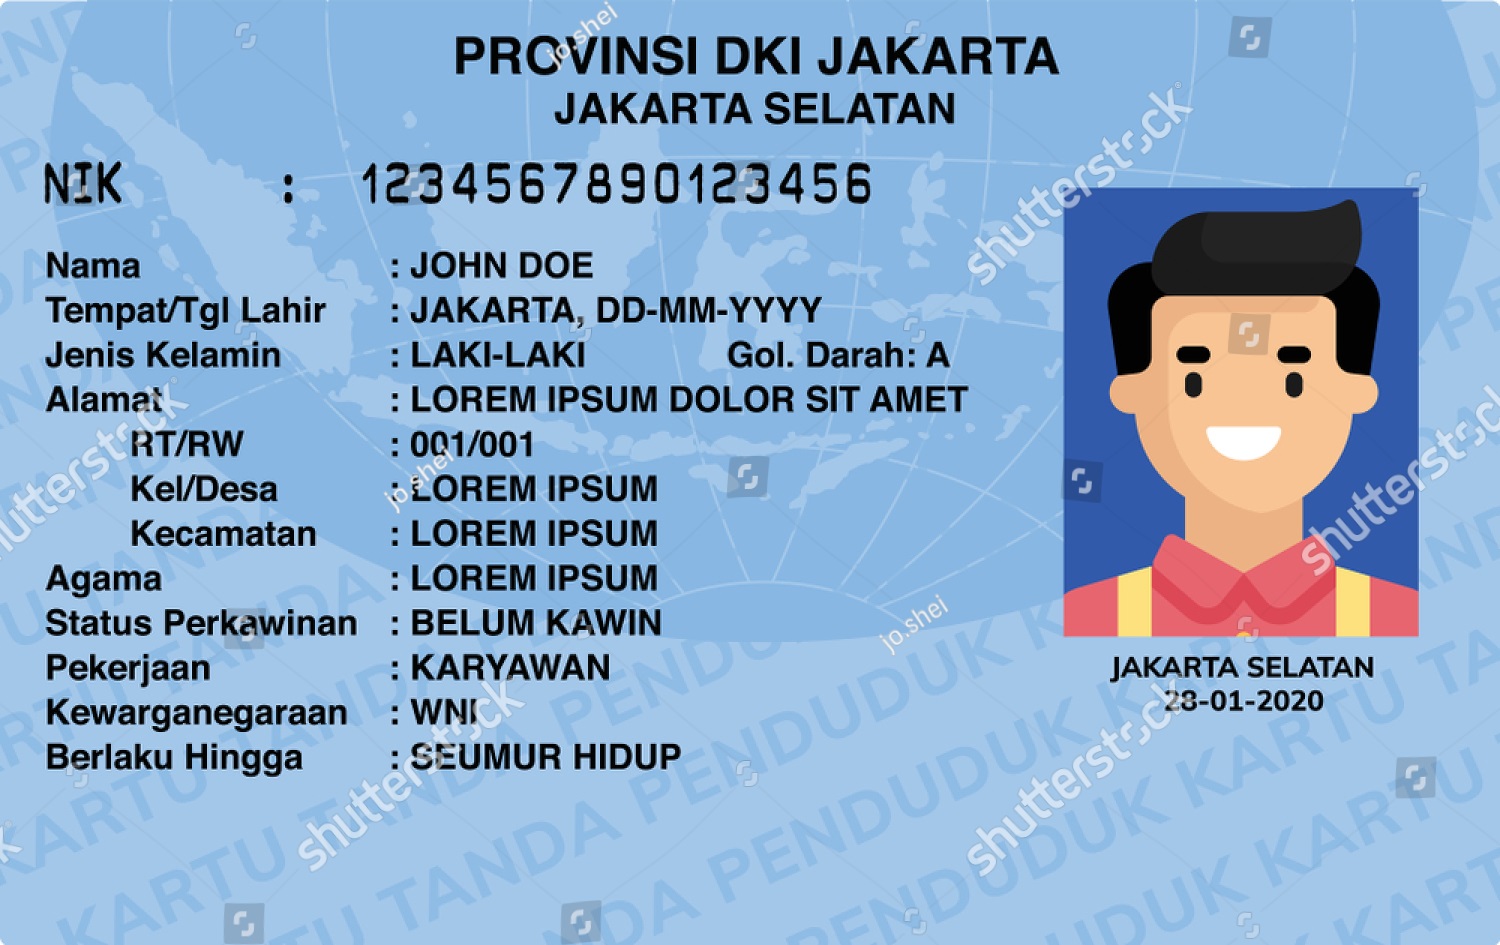 PROVINSI DKI JAKARTA
JAKARTA SELATAN
NIK : 1234567890123456
Nama : JOHN DOE
Tempat/Tgl Lahir : JAKARTA, DD-MM-YYYY
Jenis Kelamin : LAKI-LAKI Gol. Darah: A
Alamat : LOREM IPSUM DOLOR SIT AMET
RT/RW : 001/001
Kel/Desa : LOREM IPSUM
Kecamatan : LOREM IPSUM
Agama : LOREM IPSUM
Status Perkawinan : BELUM KAWIN
Pekerjaan : KARYAWAN
Kewarganegaraan : WNI
Berlaku Hingga : SEUMUR HIDUP
JAKARTA SELATAN
28-01-2020
KARTU TANDA PENDUDUK KARTU TANDA
KARTU TANDA PENDUDUK KARTU TANDA
KARTU TANDA PENDUDUK KARTU
shutterstock
shutterstock
shutterstock
shutterstock
shutterstock
jo.shei
jo.shei
jo.shei